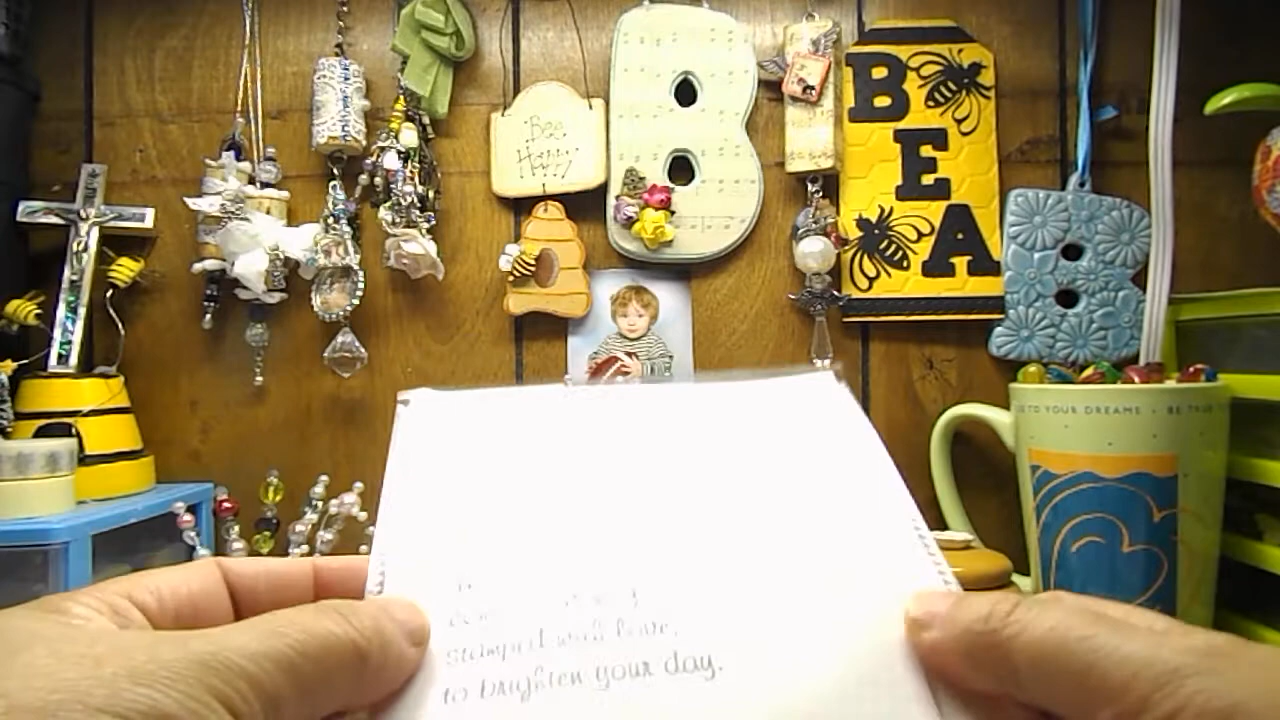 Bee
Happy
B
BEA
B
TO YOUR DREAMS • BE TRUE
stamped with love,
to brighten your day.